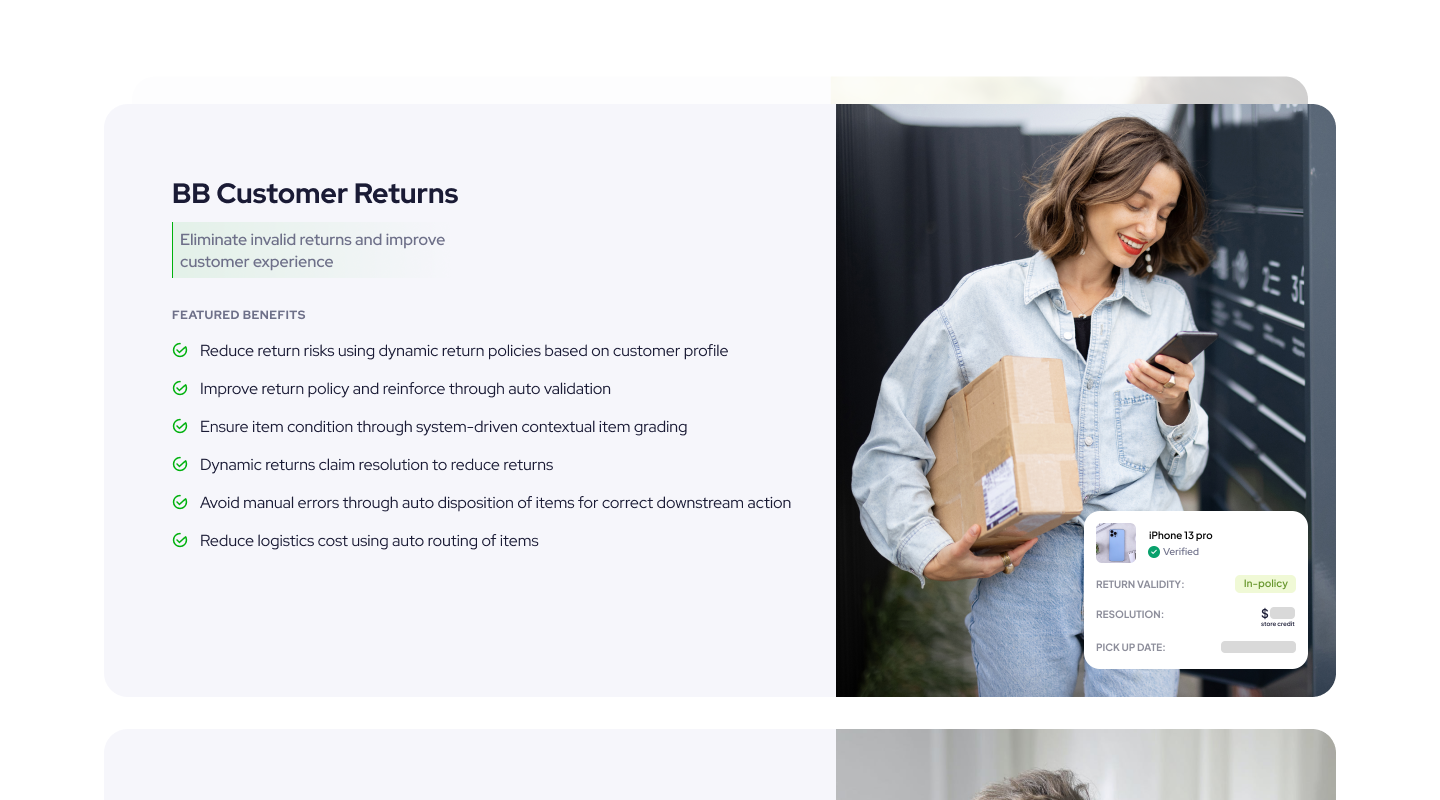 BB Customer Returns
Eliminate invalid returns and improve
customer experience
FEATURED BENEFITS
Reduce return risks using dynamic return policies based on customer profile
Improve return policy and reinforce through auto validation
Ensure item condition through system-driven contextual item grading
Dynamic returns claim resolution to reduce returns
Avoid manual errors through auto disposition of items for correct downstream action
Reduce logistics cost using auto routing of items
iPhone 13 pro
Verified
RETURN VALIDITY: In-policy
RESOLUTION: $
store credit
PICK UP DATE: